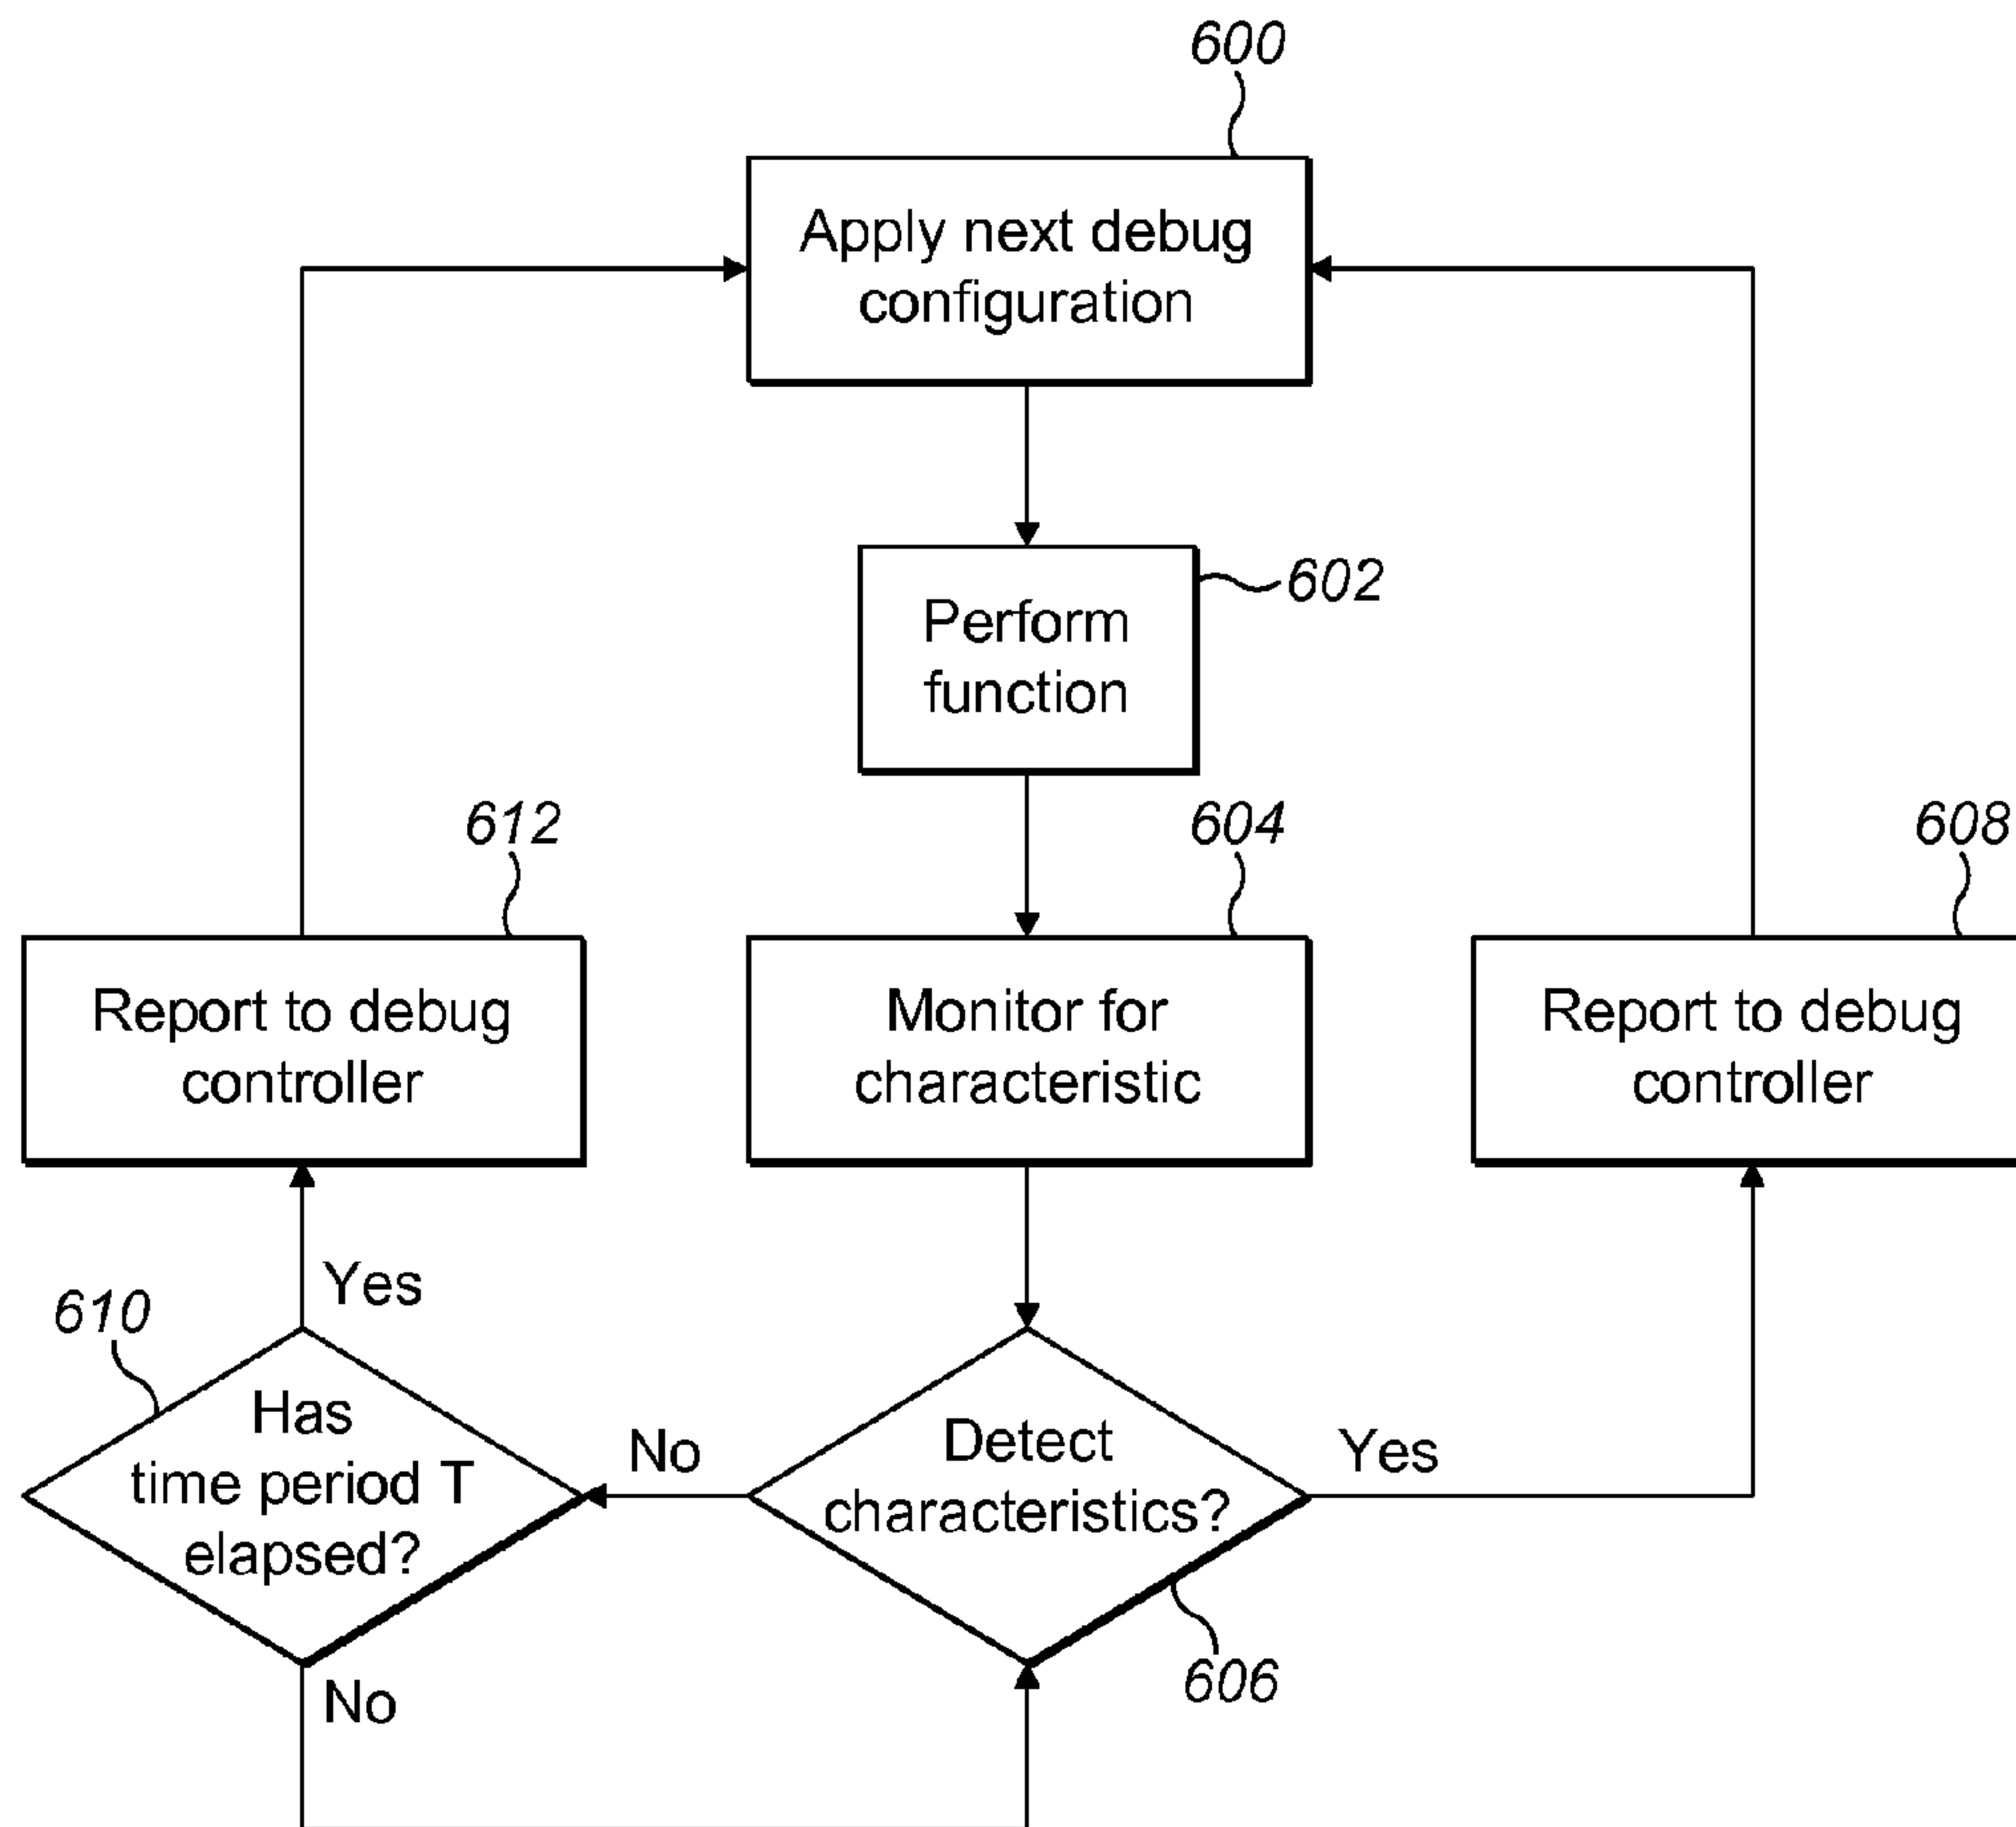 600
Apply next debug
configuration
Perform
function
602
612
604
608
Report to debug
controller
Monitor for
characteristic
Report to debug
controller
Yes
610
Has
time period T
elapsed?
No
Detect
characteristics?
Yes
606
No